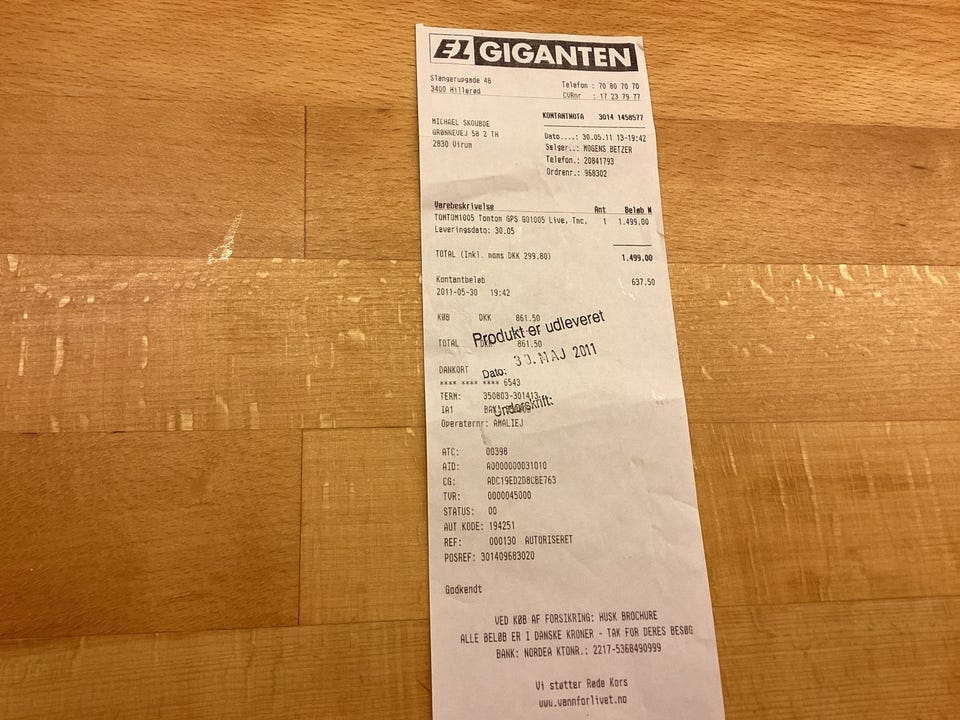 EL GIGANTEN
Slangerupgade 46
3400 Hillerød
Telefon : 70 80 70 70
CVRnr : 17 23 79 77
KONTANTNOTA 3014 1458577
MICHAEL SKOUBOE
GRØNNEVEJ 58 2 TH
2830 Virum
Dato....: 30.05.11 13-19:42
Sælger..: MOGENS BETZER
Telefon.: 20841793
Ordrenr.: 968302
Varebeskrivelse Ant Beløb M
TOMTOM1005 Tomtom GPS GO1005 Live, Tmc. 1 1.499.00
Leveringsdato: 30.05
TOTAL (Inkl. moms DKK 299.80) 1.499.00
Kontantbeløb 637.50
2011-05-30 19:42
KØB DKK 861.50
Produkt er udleveret
TOTAL DKK 861.50
30. MAJ 2011
DANKORT
Dato:
**** **** **** 6543
TERM: 350803-301413
IA1
Underskrift:
Operatørnr: AMALIEJ
ATC: 00398
AID: A0000000031010
CG: ADC19ED2D8CBE763
TVR: 0000045000
STATUS: 00
AUT KODE: 194251
REF: 000130 AUTORISERET
POSREF: 301409683020
Godkendt
VED KØB AF FORSIKRING: HUSK BROCHURE
ALLE BELØB ER I DANSKE KRONER - TAK FOR DERES BESØG
BANK: NORDEA KTONR.: 2217-5368490999
Vi støtter Røde Kors
www.vannforlivet.no